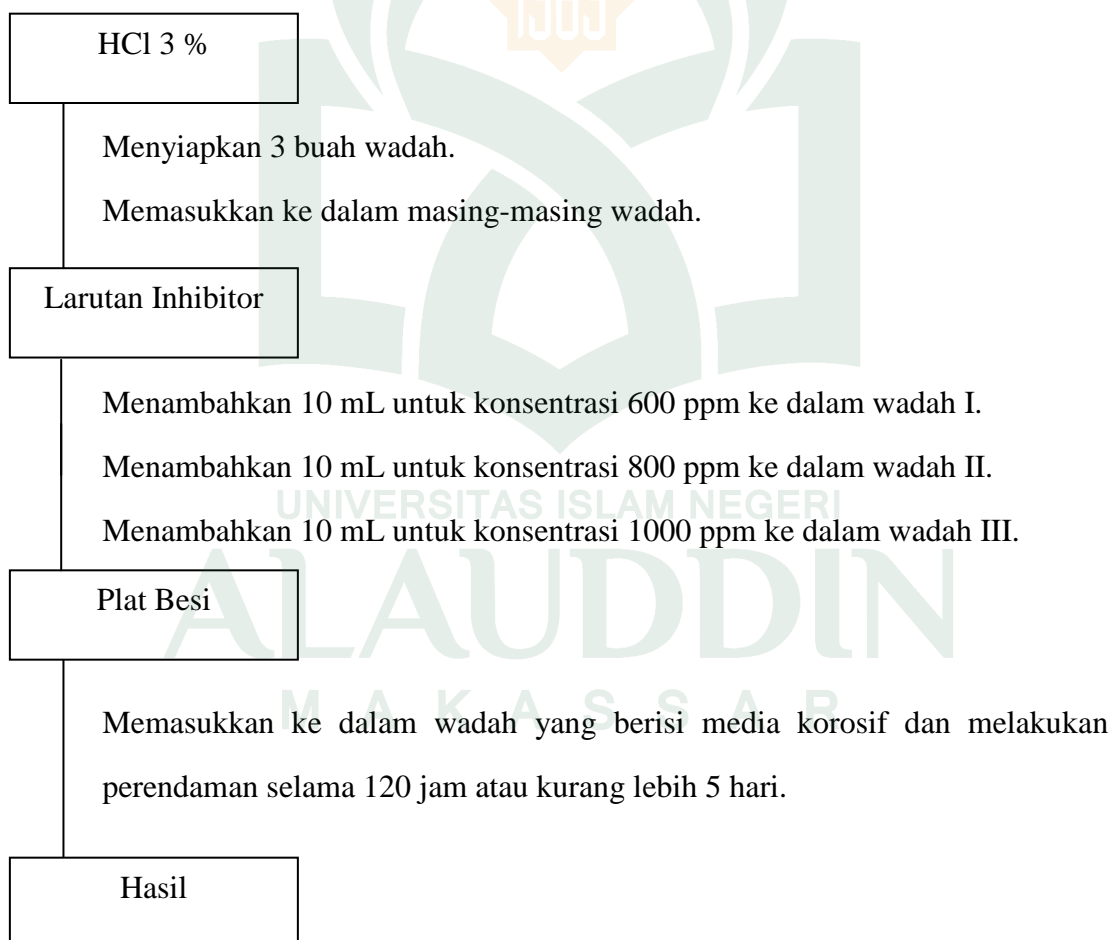 HCl 3 %
Menyiapkan 3 buah wadah.
Memasukkan ke dalam masing-masing wadah.
Larutan Inhibitor
Menambahkan 10 mL untuk konsentrasi 600 ppm ke dalam wadah I.
Menambahkan 10 mL untuk konsentrasi 800 ppm ke dalam wadah II.
UNIVERSITAS ISLAM NEGERI
Menambahkan 10 mL untuk konsentrasi 1000 ppm ke dalam wadah III.
ALAUDDIN
Plat Besi
MAKASSAR
Memasukkan ke dalam wadah yang berisi media korosif dan melakukan
perendaman selama 120 jam atau kurang lebih 5 hari.
Hasil